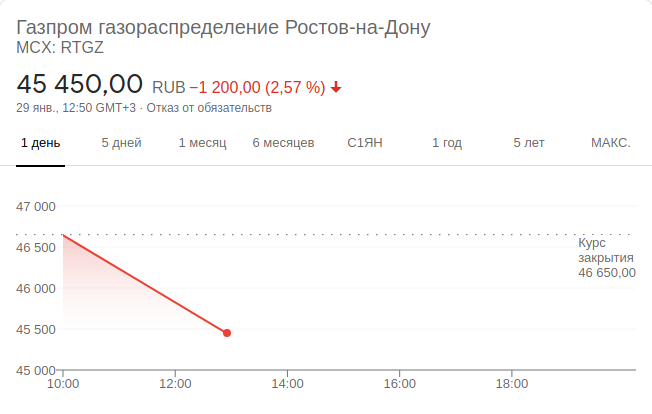 Газпром газораспределение Ростов-на-Дону
MCX: RTGZ
45 450,00 RUB −1 200,00 (2,57 %)
29 янв., 12:50 GMT+3 · Отказ от обязательств
1 день 5 дней 1 месяц 6 месяцев С1ЯН 1 год 5 лет МАКС.
47 000
46 500
46 000
45 500
45 000
Курс
закрытия
46 650,00
10:00 12:00 14:00 16:00 18:00